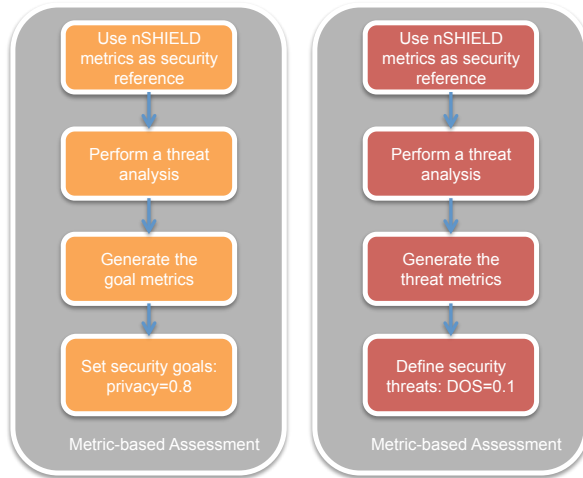 Use nSHIELD
metrics as security
reference
Perform a threat
analysis
Generate the
goal metrics
Set security goals:
privacy=0.8
Metric-based Assessment
Use nSHIELD
metrics as security
reference
Perform a threat
analysis
Generate the
threat metrics
Define security
threats: DOS=0.1
Metric-based Assessment